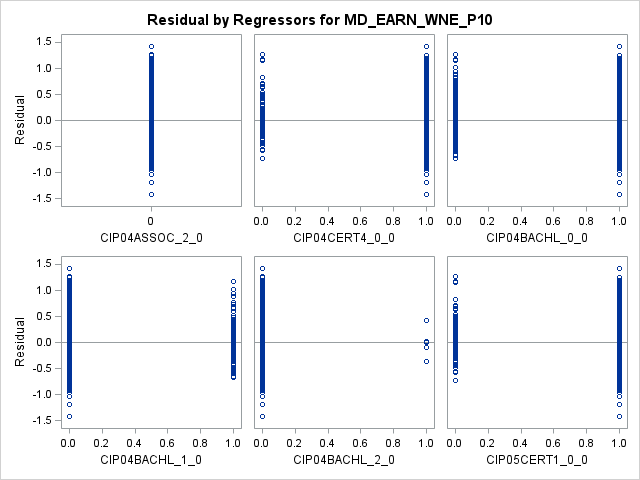 Residual by Regressors for MD_EARN_WNE_P10
1.5
1.0
0.5
0.0
-0.5
-1.0
-1.5
Residual
0
CIP04ASSOC_2_0
0.0 0.2 0.4 0.6 0.8 1.0
CIP04CERT4_0_0
0.0 0.2 0.4 0.6 0.8 1.0
CIP04BACHL_0_0
1.5
1.0
0.5
0.0
-0.5
-1.0
-1.5
Residual
0.0 0.2 0.4 0.6 0.8 1.0
CIP04BACHL_1_0
0.0 0.2 0.4 0.6 0.8 1.0
CIP04BACHL_2_0
0.0 0.2 0.4 0.6 0.8 1.0
CIP05CERT1_0_0